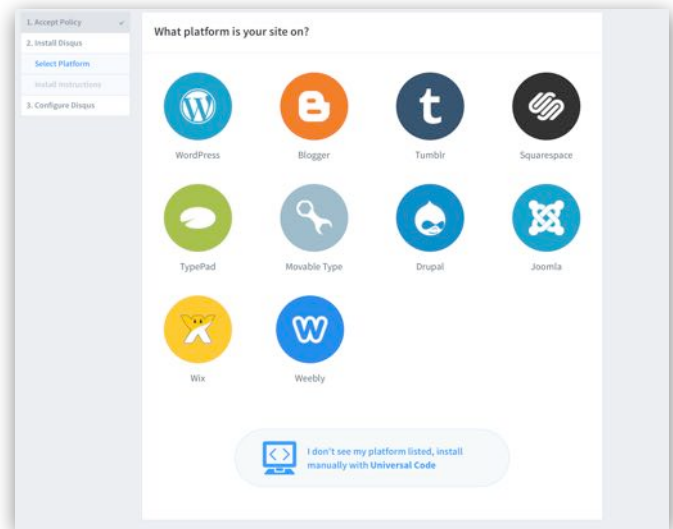 1. Accept Policy
2. Install Disqus
Select Platform
Install Instructions
3. Configure Disqus
What platform is your site on?
WordPress
Blogger
Tumblr
Squarespace
TypePad
Movable Type
Drupal
Joomla
Wix
Weebly
I don't see my platform listed, install
manually with Universal Code